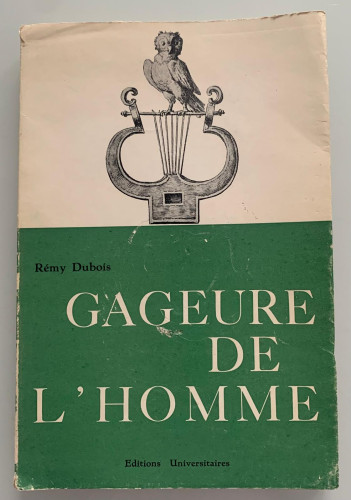 Rémy Dubois
GAGEURE
DE
L'HOMME
Editions Universitaires